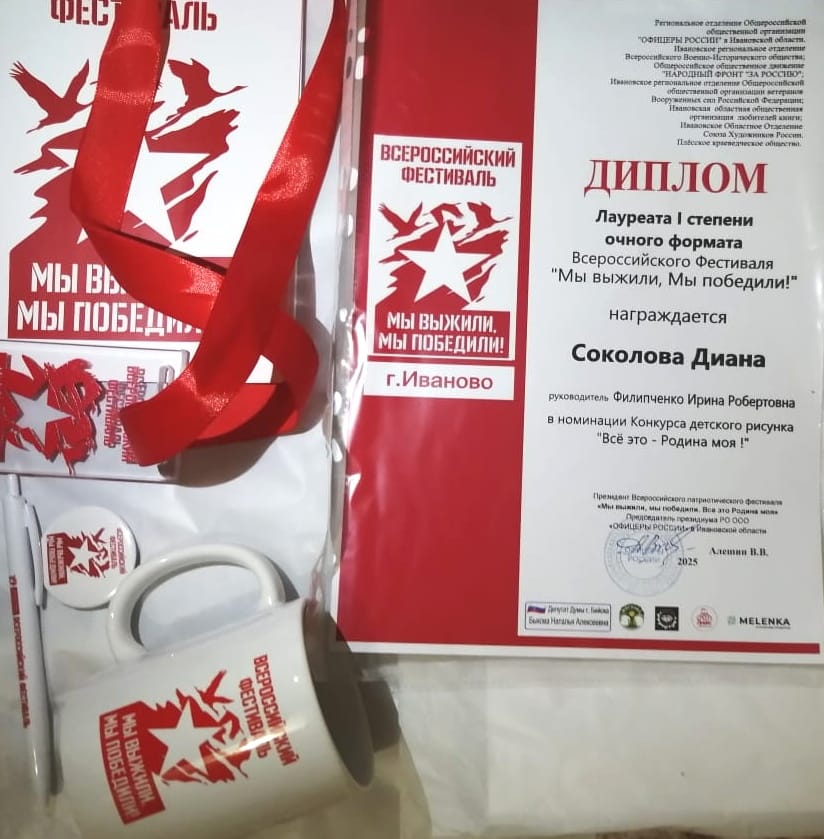 ВСЕРОССИЙСКИЙ
ФЕСТИВАЛЬ
МЫ ВЫЖИЛИ,
МЫ ПОБЕДИЛИ!
г.Иваново
Региональное отделение Общероссийской
общественной организации
"ОФИЦЕРЫ РОССИИ" в Ивановской области.
Ивановское региональное отделение
Всероссийского Военно-Исторического общества;
Общероссийское общественное движение
"НАРОДНЫЙ ФРОНТ "ЗА РОССИЮ";
Ивановское региональное отделение Общероссийской
общественной организации ветеранов
Вооруженных сил Российской Федерации;
Ивановская областная общественная
организация любителей книги;
Ивановское Областное Отделение
Союза Художников России.
Плёсское краеведческое общество.
ДИПЛОМ
Лауреата I степени
очного формата
Всероссийского Фестиваля
"Мы выжили, Мы победили!"
награждается
Соколова Диана
руководитель Филипченко Ирина Робертовна
в номинации Конкурса детского рисунка
"Всё это - Родина моя !"
Президент Всероссийского патриотического фестиваля
«Мы выжили, мы победили. Все это Родина моя»
Председатель президиума РО ООО
«ОФИЦЕРЫ РОССИИ» в Ивановской области
Алешин В.В.
2025
Депутат Думы г. Бийска
Быкова Наталья Алексеевна
MELENKA
МЫ
МЫ
ВСЕРОССИЙСКИЙ
ФЕСТИВАЛЬ
МЫ ВЫЖИЛИ,
МЫ ПОБЕДИЛИ!
ВСЕРОССИЙСКИЙ
ФЕСТИВАЛЬ
МЫ ВЫЖИЛИ,
МЫ ПОБЕДИЛИ!
ВСЕРОССИЙСКИЙ ФЕСТИВАЛЬ